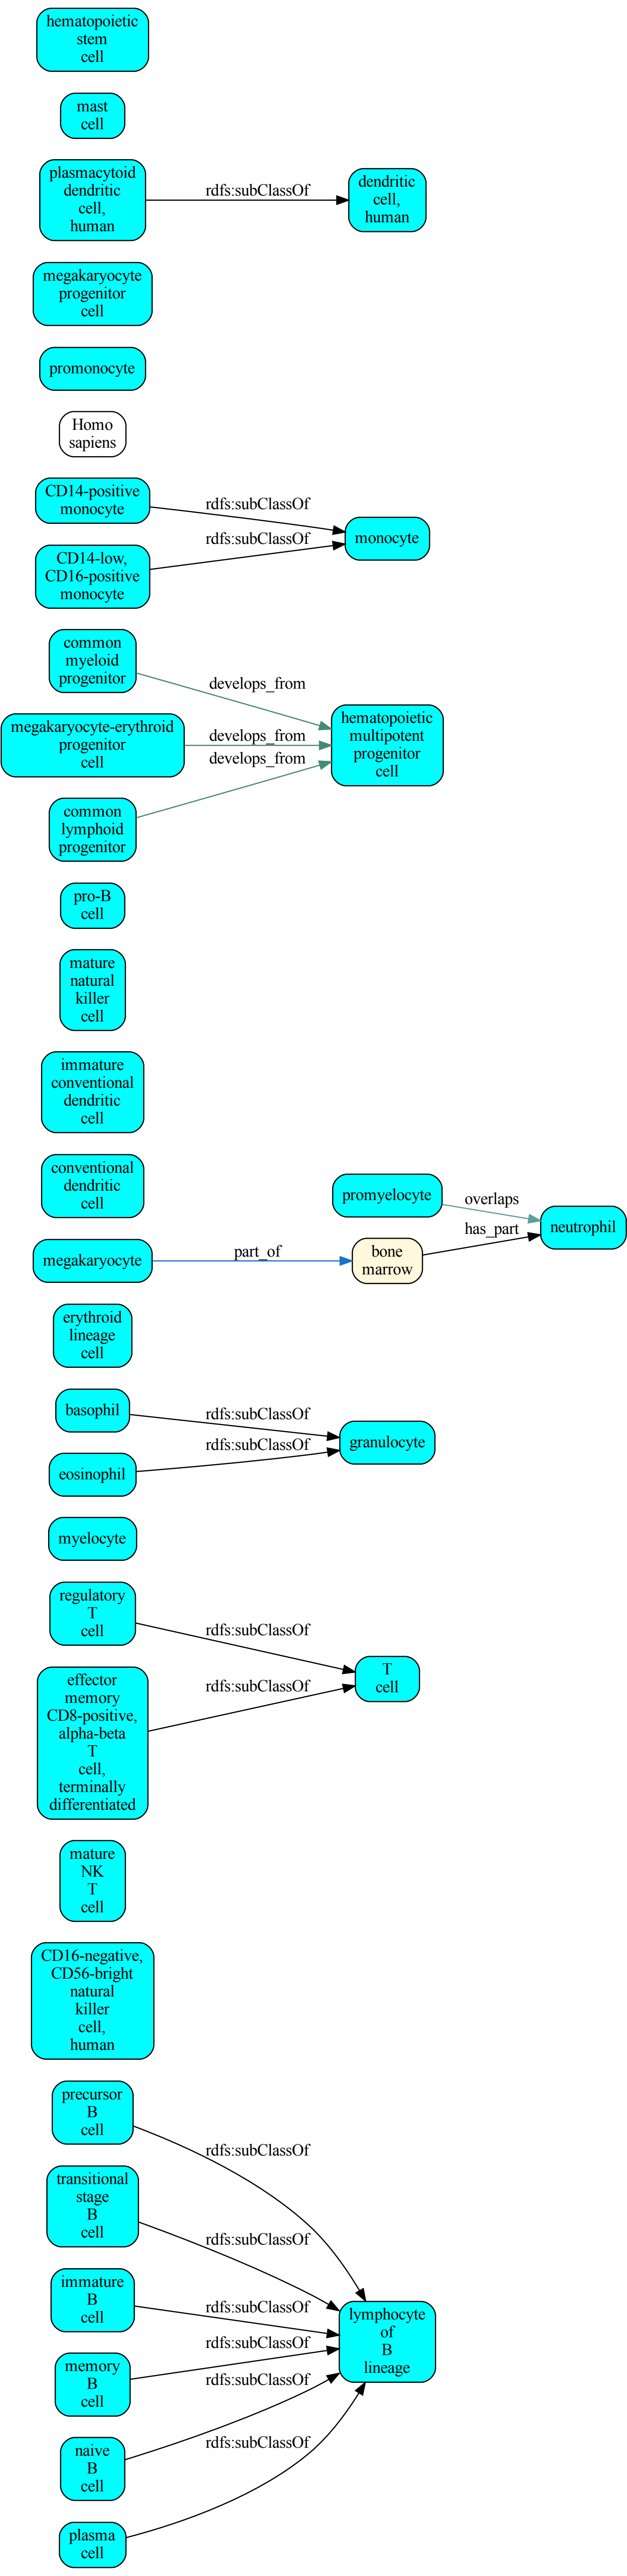 hematopoietic
stem
cell
mast
cell
plasmacytoid
dendritic
cell,
human
rdfs:subClassOf
dendritic
cell,
human
megakaryocyte
progenitor
cell
promonocyte
Homo
sapiens
CD14-positive
monocyte
rdfs:subClassOf
CD14-low,
CD16-positive
monocyte
rdfs:subClassOf
monocyte
common
myeloid
progenitor
develops_from
megakaryocyte-erythroid
progenitor
cell
develops_from
hematopoietic
multipotent
progenitor
cell
common
lymphoid
progenitor
develops_from
pro-B
cell
mature
natural
killer
cell
immature
conventional
dendritic
cell
conventional
dendritic
cell
promyelocyte
overlaps
neutrophil
megakaryocyte
part_of
bone
marrow
has_part
erythroid
lineage
cell
basophil
rdfs:subClassOf
granulocyte
eosinophil
rdfs:subClassOf
myelocyte
regulatory
T
cell
rdfs:subClassOf
T
cell
effector
memory
CD8-positive,
alpha-beta
T
cell,
terminally
differentiated
rdfs:subClassOf
mature
NK
T
cell
CD16-negative,
CD56-bright
natural
killer
cell,
human
precursor
B
cell
rdfs:subClassOf
transitional
stage
B
cell
rdfs:subClassOf
immature
B
cell
rdfs:subClassOf
lymphocyte
of
B
lineage
memory
B
cell
rdfs:subClassOf
naive
B
cell
rdfs:subClassOf
plasma
cell
rdfs:subClassOf